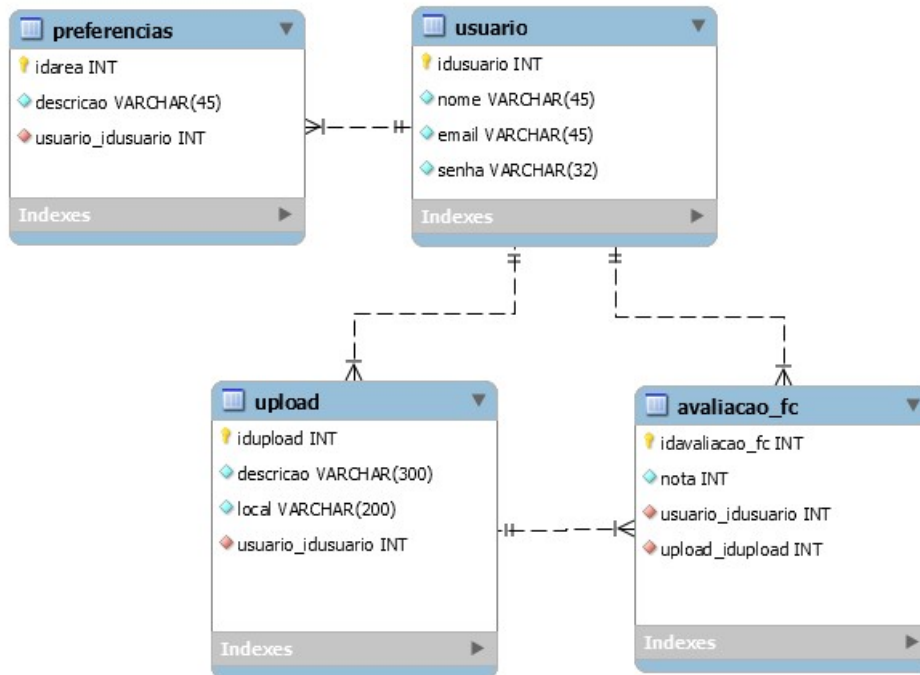 preferencias
idarea INT
descricao VARCHAR(45)
usuario_idusuario INT
Indexes
usuario
idusuario INT
nome VARCHAR(45)
email VARCHAR(45)
senha VARCHAR(32)
Indexes
upload
idupload INT
descricao VARCHAR(300)
local VARCHAR(200)
usuario_idusuario INT
Indexes
avaliacao_fc
idavaliacao_fc INT
nota INT
usuario_idusuario INT
upload_idupload INT
Indexes